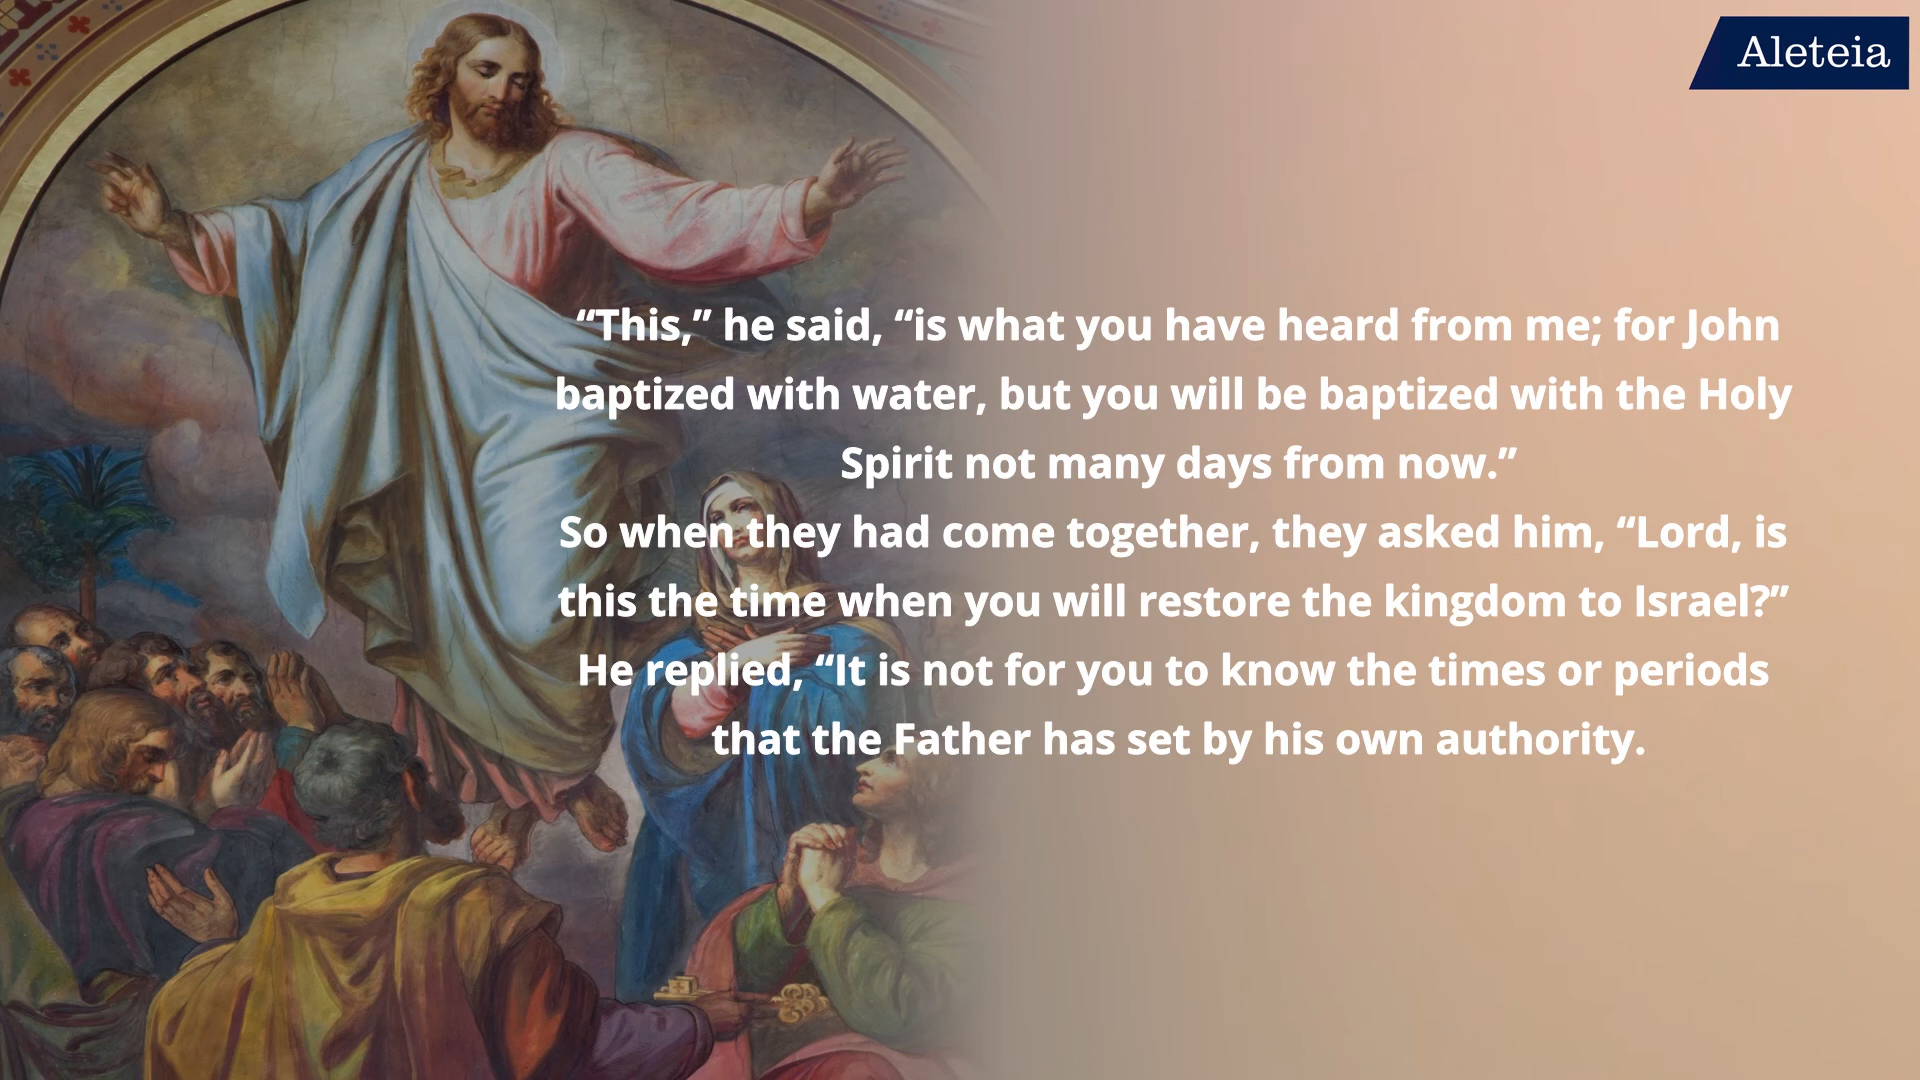 Aleteia
“This,” he said, “is what you have heard from me; for John
baptized with water, but you will be baptized with the Holy
Spirit not many days from now.”
So when they had come together, they asked him, “Lord, is
this the time when you will restore the kingdom to Israel?”
He replied, “It is not for you to know the times or periods
that the Father has set by his own authority.